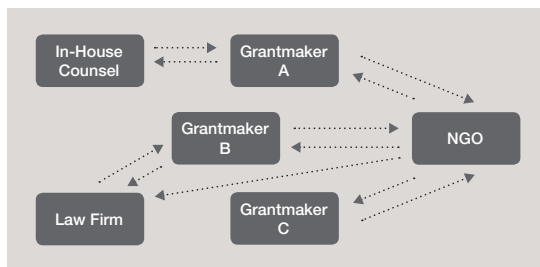 In-House
Counsel
Grantmaker
A
Grantmaker
B
NGO
Law Firm
Grantmaker
C